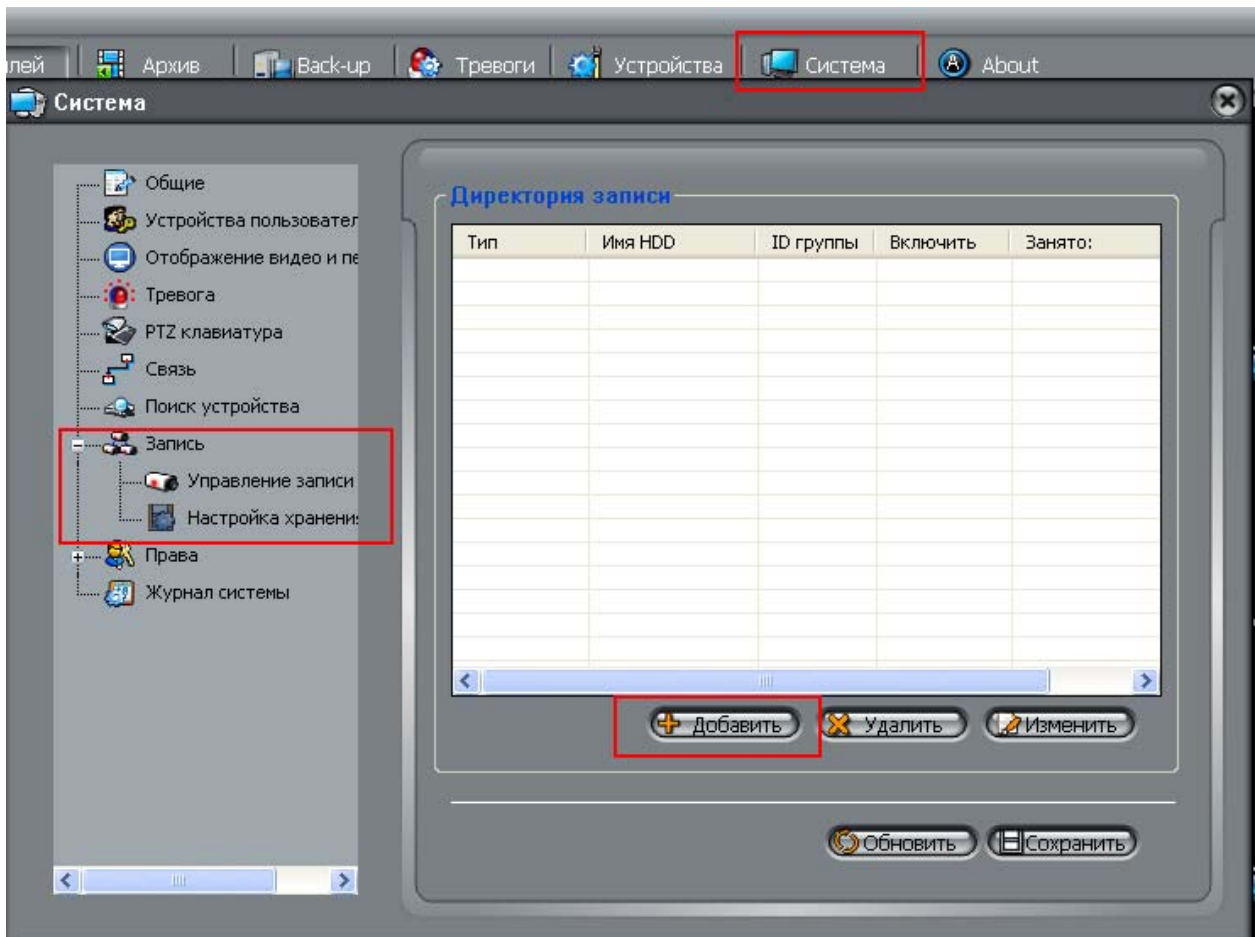 лей Архив Back-up Тревоги Устройства Система About
Система
Общие
Устройства пользовател
Отображение видео и пе
Тревога
PTZ клавиатура
Связь
Поиск устройства
Запись
Управление записи
Настройка хранени
Права
Журнал системы
Директория записи
Тип Имя HDD ID группы Включить Занято:
Добавить Удалить Изменить
Обновить Сохранить